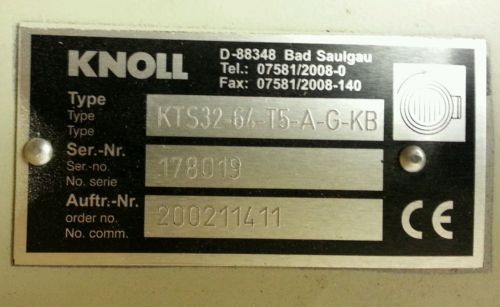 KNOLL
D-88348 Bad Saulgau
Tel.: 07581/2008-0
Fax: 07581/2008-140
Type
Type
Type
KTS32-64-T5-A-G-KB
Ser.-Nr.
Ser.-no.
No. serie
178019
Auftr.-Nr.
order no.
No. comm.
200211411
CE